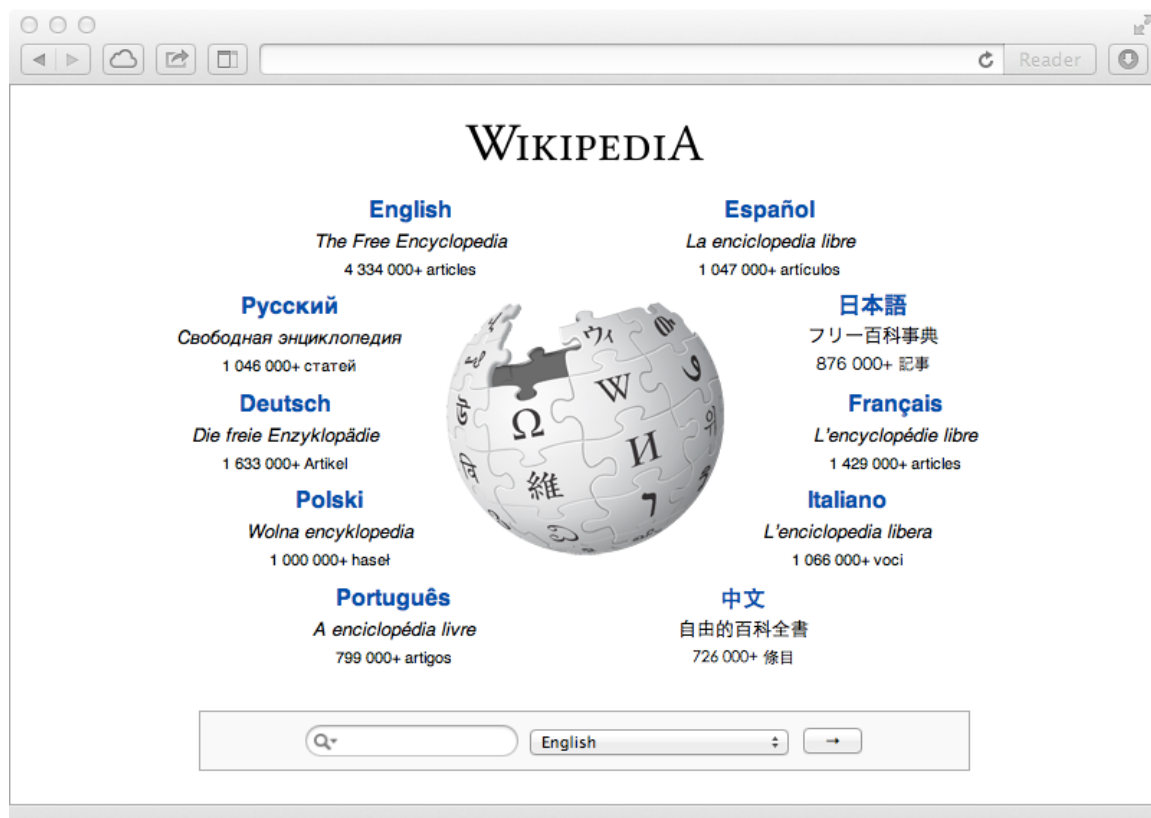 Reader
WIKIPEDIA
English
The Free Encyclopedia
4 334 000+ articles
Español
La enciclopedia libre
1 047 000+ artículos
Русский
Свободная энциклопедия
1 046 000+ статей
日本語
フリー百科事典
876 000+ 記事
Deutsch
Die freie Enzyklopädie
1 633 000+ Artikel
Français
L'encyclopédie libre
1 429 000+ articles
Polski
Wolna encyklopedia
1 000 000+ haseł
Italiano
L'enciclopedia libera
1 066 000+ voci
Português
A enciclopédia livre
799 000+ artigos
中文
自由的百科全書
726 000+ 條目
ウィ
W
Ω
И
維
7
English
→